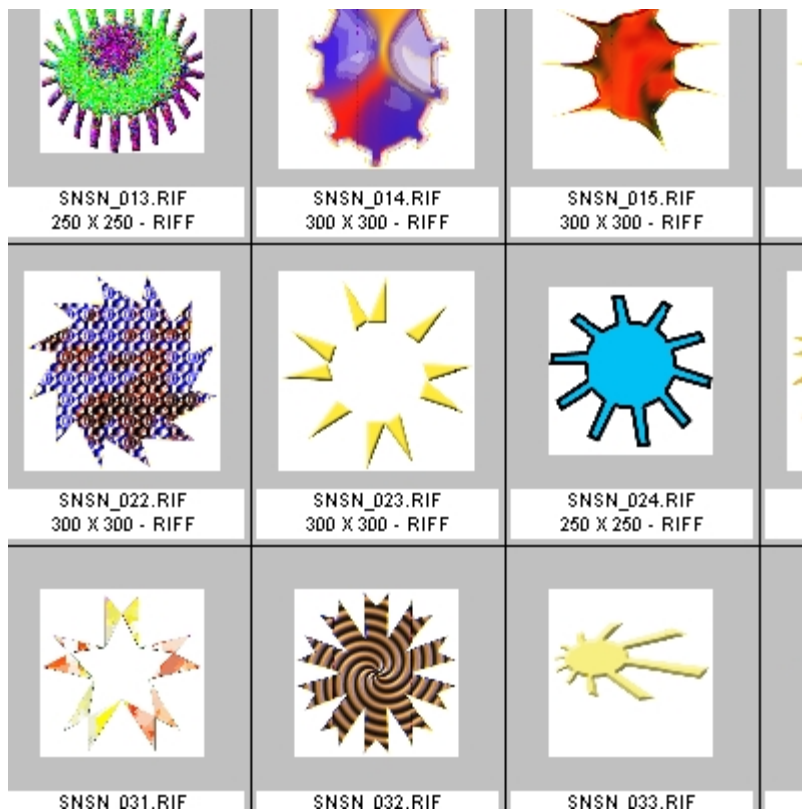 SNSN_013.RIF
250 X 250 - RIFF
SNSN_014.RIF
300 X 300 - RIFF
SNSN_015.RIF
300 X 300 - RIFF
SNSN_022.RIF
300 X 300 - RIFF
SNSN_023.RIF
300 X 300 - RIFF
SNSN_024.RIF
250 X 250 - RIFF
SNSN_031.RIF
SNSN_032.RIF
SNSN_033.RIF